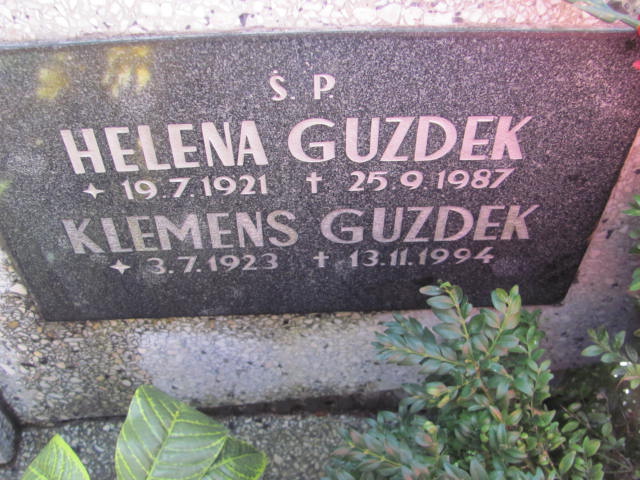 Ś. P.
HELENA GUZDEK
✦ 19.7.1921 ✝ 25.9.1987
KLEMENS GUZDEK
✦ 3.7.1923 ✝ 13.11.1994